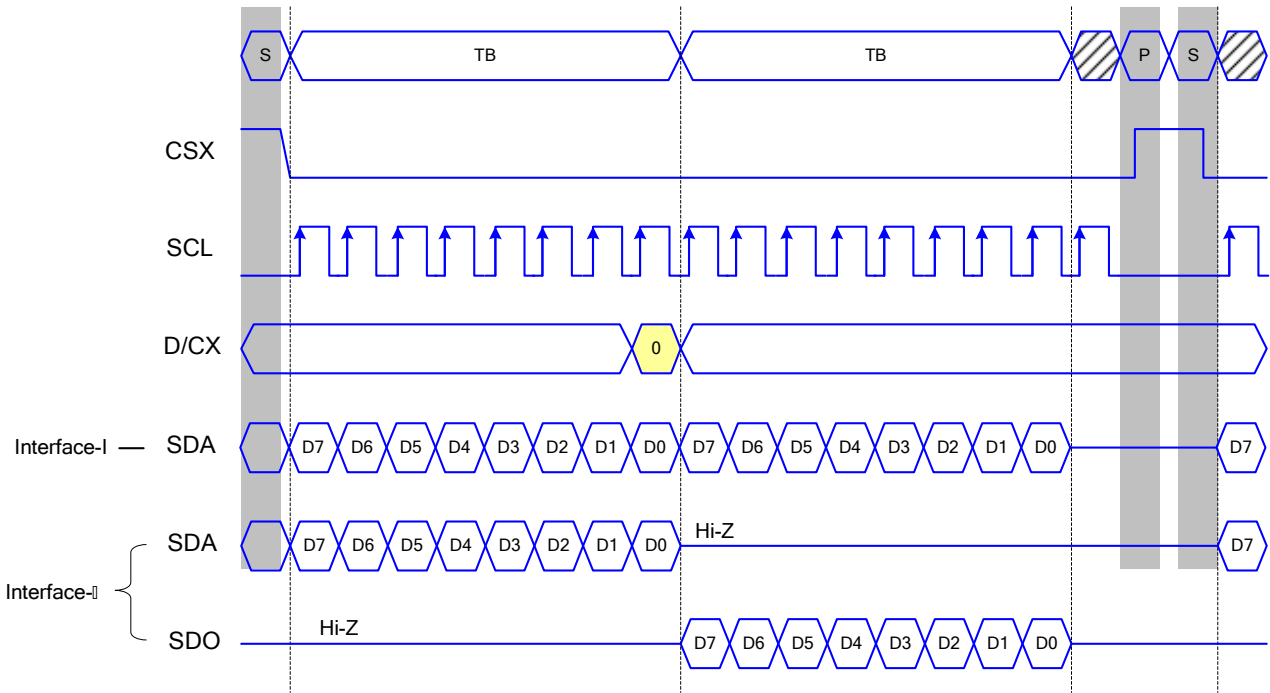 S TB TB P S
CSX
SCL
D/CX 0
Interface-I SDA D7 D6 D5 D4 D3 D2 D1 D0 D7 D6 D5 D4 D3 D2 D1 D0 D7
SDA D7 D6 D5 D4 D3 D2 D1 D0 Hi-Z D7
Interface-
SDO Hi-Z D7 D6 D5 D4 D3 D2 D1 D0